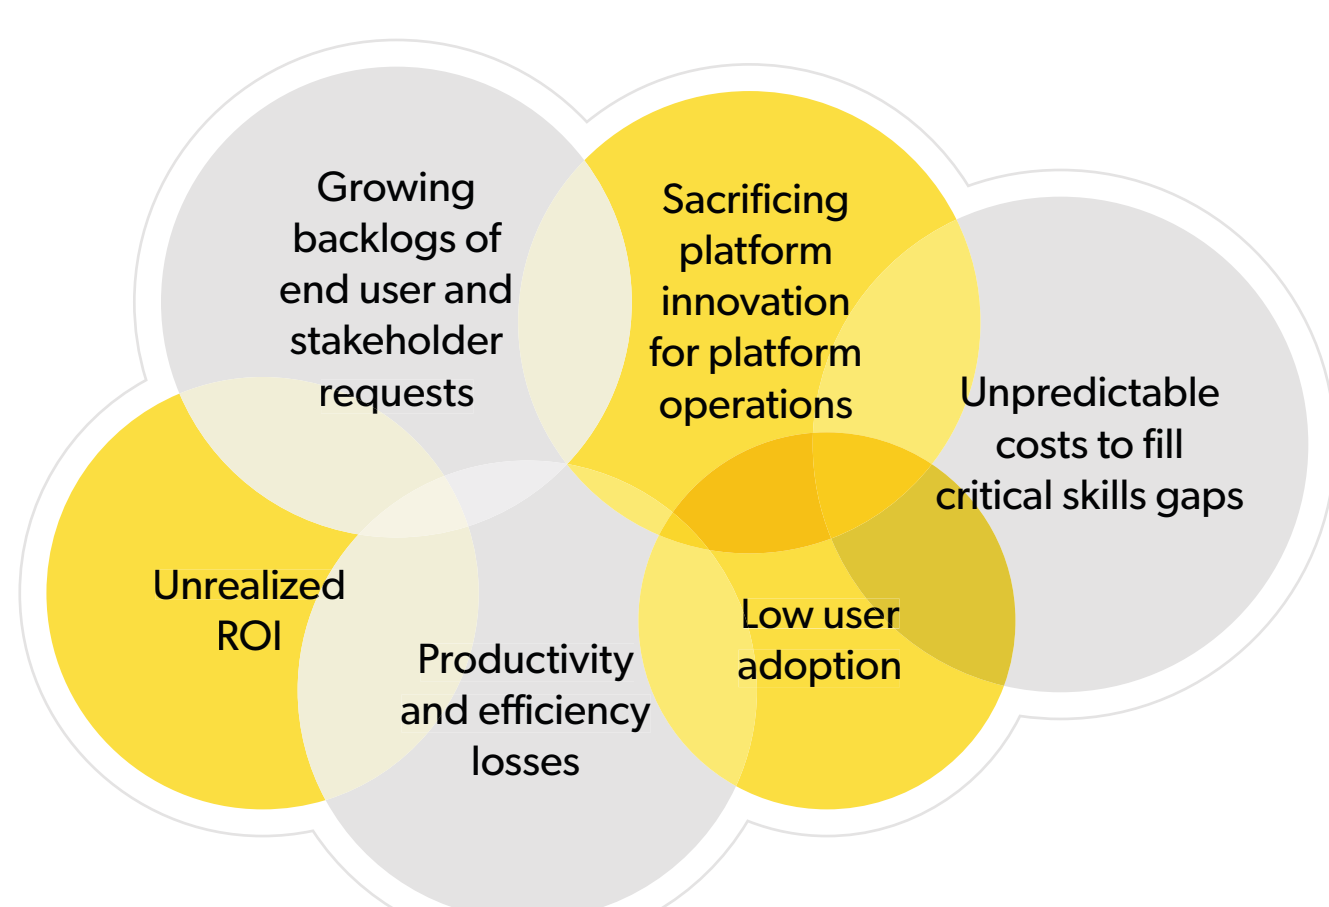 Growing
backlogs of
end user and
stakeholder
requests
Sacrificing
platform
innovation
for platform
operations
Unpredictable
costs to fill
critical skills gaps
Unrealized
ROI
Productivity
and efficiency
losses
Low user
adoption